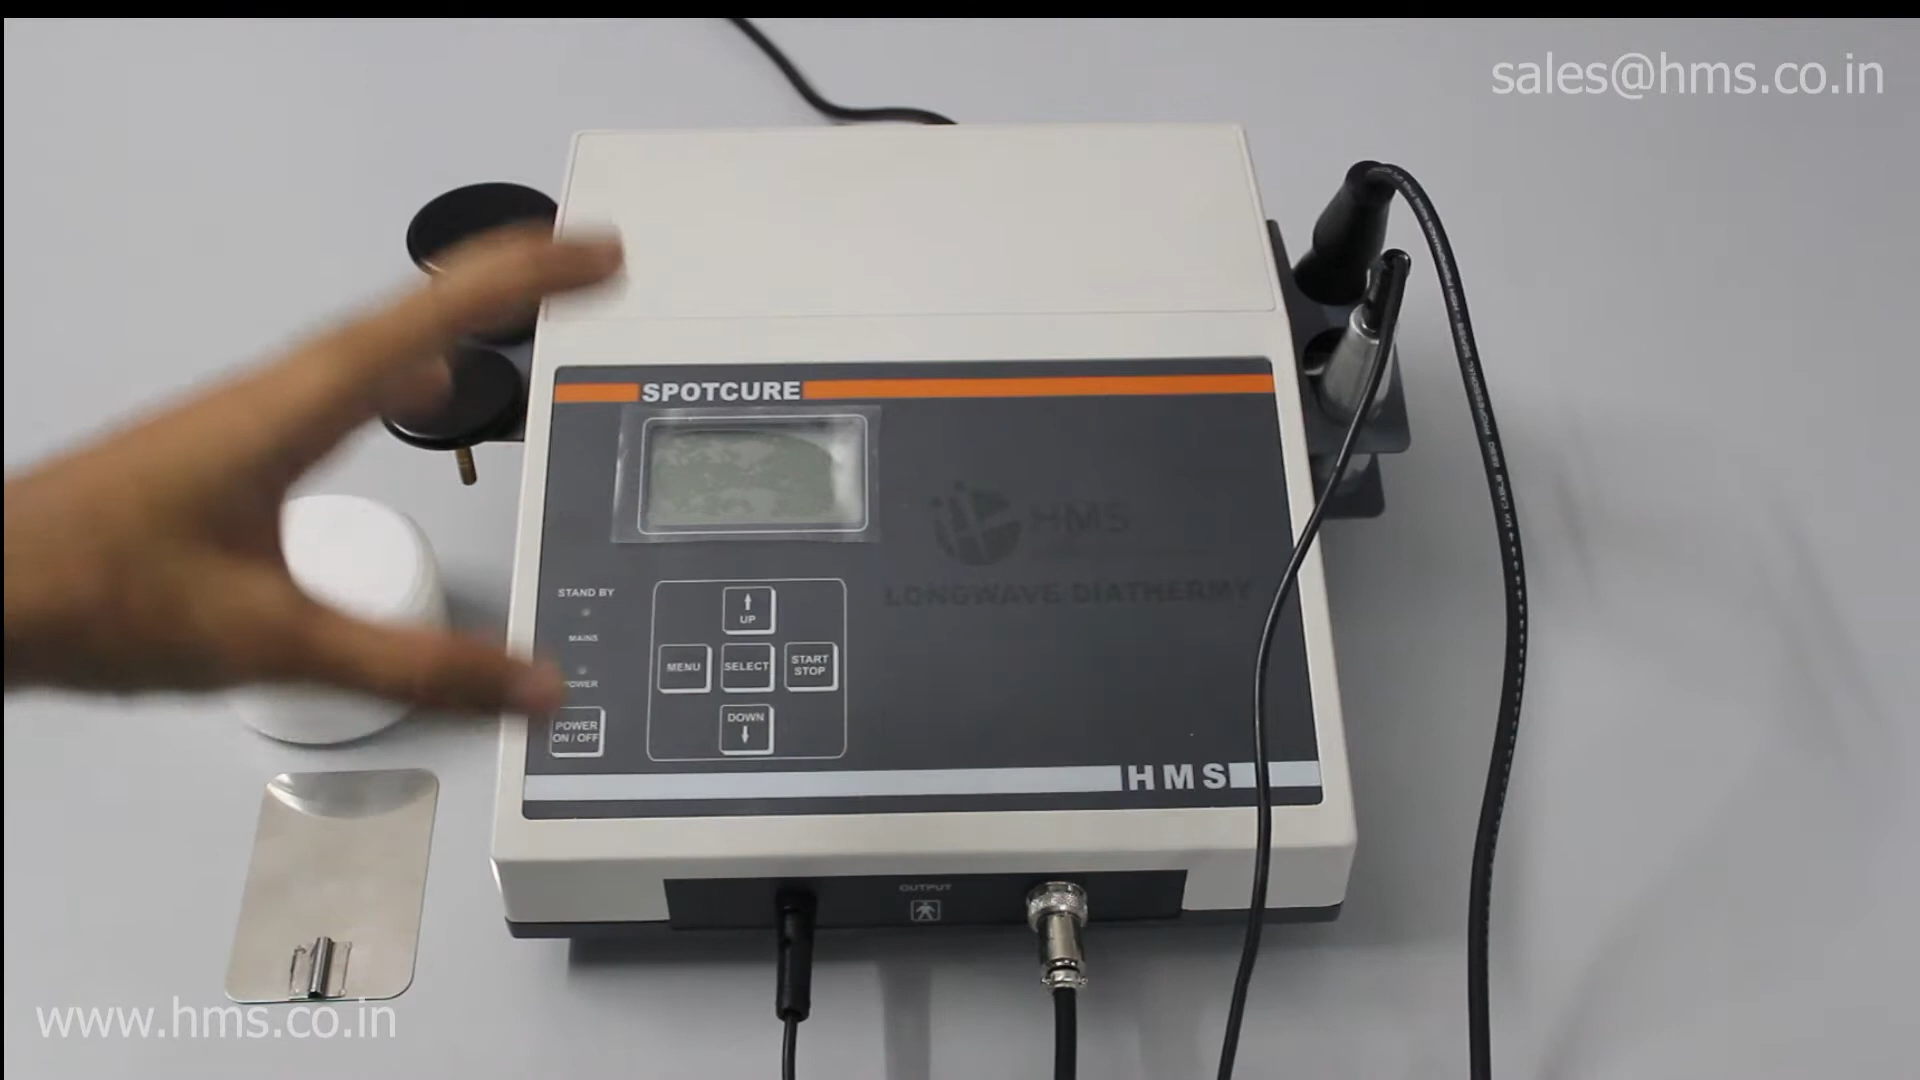 sales@hms.co.in
SPOTCURE
HMS
LONGWAVE DIATHERMY
STAND BY
MAINS
POWER
POWER
ON / OFF
UP
MENU
SELECT
START
STOP
DOWN
HMS
OUTPUT
www.hms.co.in